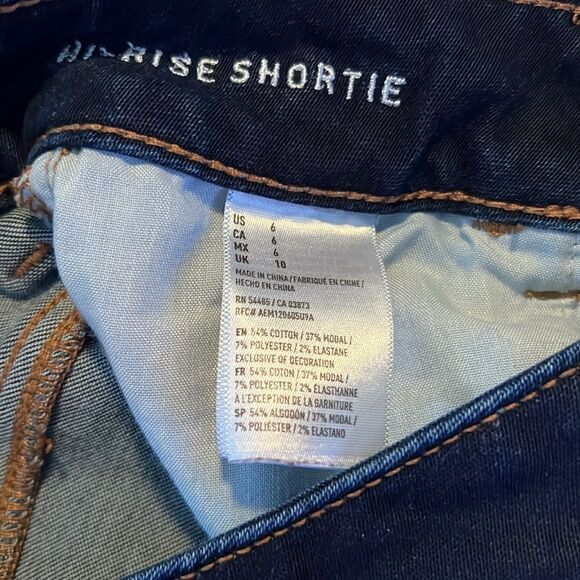 HI-RISE SHORTIE
US 6
CA 6
MX 6
UK 10
MADE IN CHINA / FABRIQUÉ EN CHINE /
HECHO EN CHINA
RN 54485 / CA 03873
RFC# AEM120605U9A
EN 54% COTTON / 37% MODAL /
7% POLYESTER / 2% ELASTANE
EXCLUSIVE OF DECORATION
FR 54% COTON / 37% MODAL /
7% POLYESTER / 2% ÉLASTHANNE
À L'EXCEPTION DE LA GARNITURE
SP 54% ALGODÓN / 37% MODAL /
7% POLIÉSTER / 2% ELASTANO